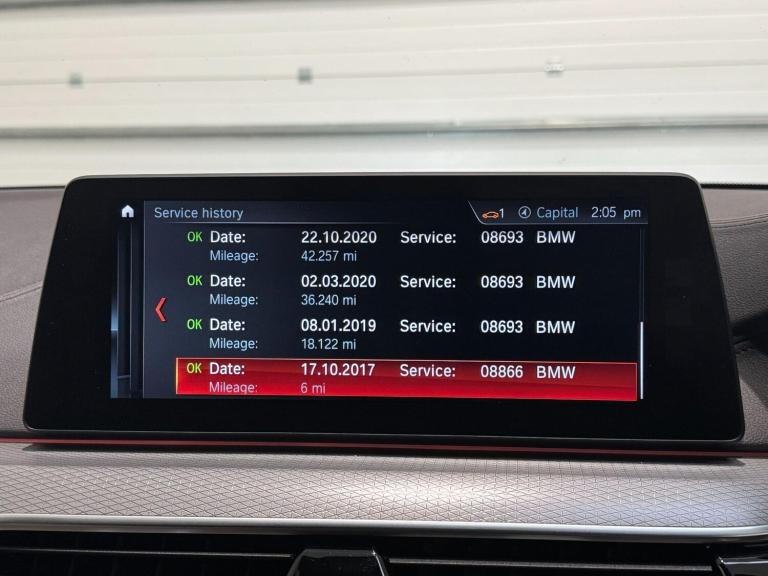 Service history 1 Capital 2:05 pm
OK Date: 22.10.2020 Service: 08693 BMW
Mileage: 42.257 mi
OK Date: 02.03.2020 Service: 08693 BMW
Mileage: 36.240 mi
OK Date: 08.01.2019 Service: 08693 BMW
Mileage: 18.122 mi
OK Date: 17.10.2017 Service: 08866 BMW
Mileage: 6 mi